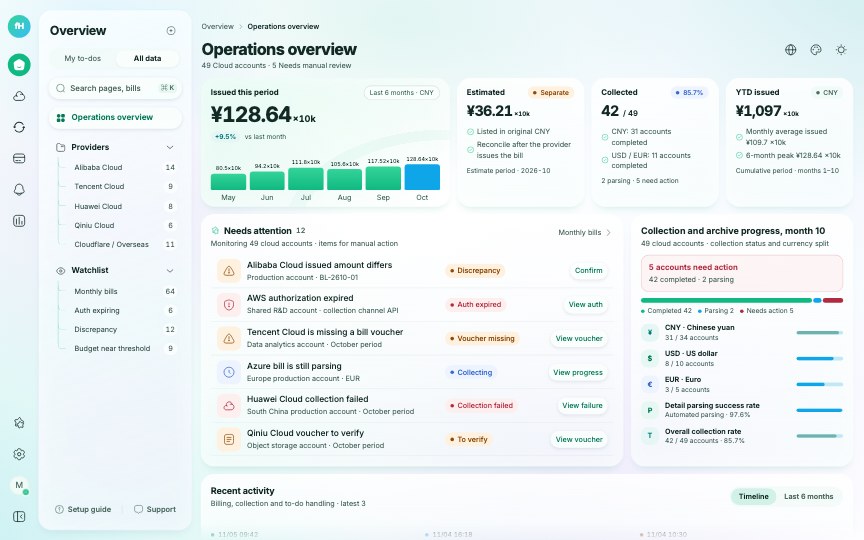 fH
Overview
My to-dos
All data
Search pages, bills
⌘ K
Operations overview
Providers
Alibaba Cloud 14
Tencent Cloud 9
Huawei Cloud 8
Qiniu Cloud 6
Cloudflare / Overseas 11
Watchlist
Monthly bills 64
Auth expiring 6
Discrepancy 12
Budget near threshold 9
M
Setup guide
Support
Overview > Operations overview
Operations overview
49 Cloud accounts · 5 Needs manual review
Issued this period
Last 6 months · CNY
¥128.64×10k
+9.5% vs last month
80.5×10k
94.2×10k
111.8×10k
105.6×10k
117.52×10k
128.64×10k
May Jun Jul Aug Sep Oct
Estimated
Separate
¥36.21×10k
Listed in original CNY
Reconcile after the provider
issues the bill
Estimate period · 2026-10
Collected
85.7%
42 / 49
CNY: 31 accounts
completed
USD / EUR: 11 accounts
completed
2 parsing · 5 need action
YTD issued
CNY
¥1,097×10k
Monthly average issued
¥109.7 ×10k
6-month peak ¥128.64 ×10k
Cumulative period · months 1–10
Needs attention 12
Monitoring 49 cloud accounts · items for manual action
Monthly bills >
Alibaba Cloud issued amount differs
Production account · BL-2610-01
Discrepancy
Confirm
AWS authorization expired
Shared R&D account · collection channel API
Auth expired
View auth
Tencent Cloud is missing a bill voucher
Data analytics account · October period
Voucher missing
View voucher
Azure bill is still parsing
Europe production account · EUR
Collecting
View progress
Huawei Cloud collection failed
South China production account · October period
Collection failed
View failure
Qiniu Cloud voucher to verify
Object storage account · October period
To verify
View voucher
Collection and archive progress, month 10
49 cloud accounts · collection status and currency split
5 accounts need action
42 completed · 2 parsing
Completed 42 Parsing 2 Needs action 5
¥
CNY · Chinese yuan
31 / 34 accounts
$
USD · US dollar
8 / 10 accounts
€
EUR · Euro
3 / 5 accounts
P
Detail parsing success rate
Automated parsing · 97.6%
T
Overall collection rate
42 / 49 accounts · 85.7%
Recent activity
Billing, collection and to-do handling · latest 3
Timeline
Last 6 months
11/05 09:42
11/04 16:18
11/04 10:30